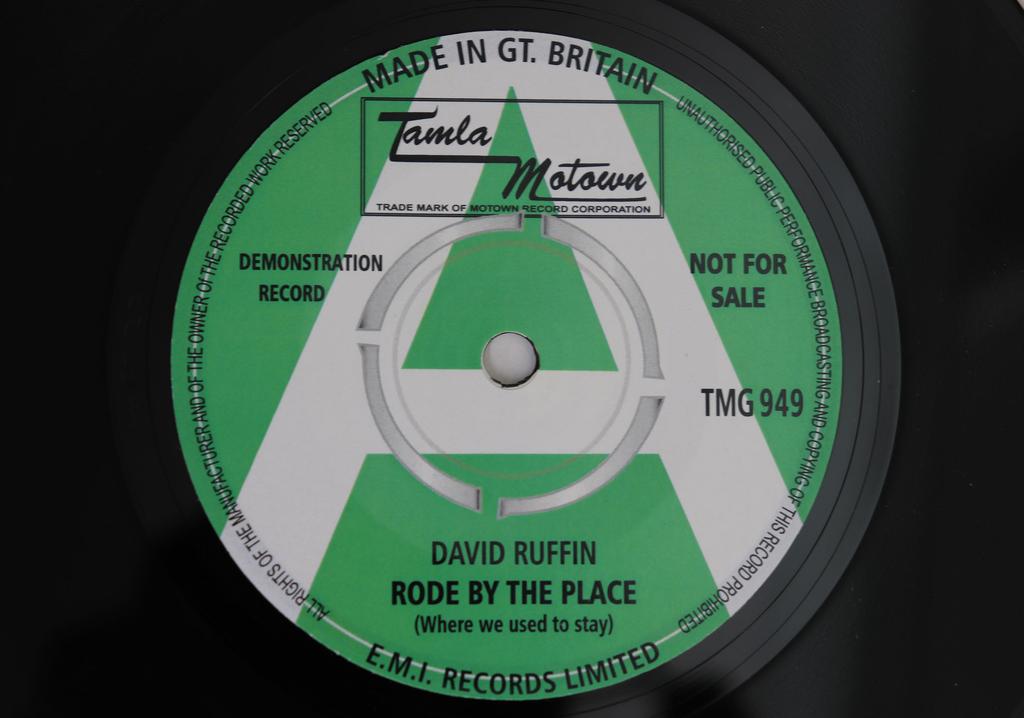 MADE IN GT. BRITAIN
Tamla
Motown
TRADE MARK OF MOTOWN RECORD CORPORATION
DEMONSTRATION
RECORD
NOT FOR
SALE
TMG 949
DAVID RUFFIN
RODE BY THE PLACE
(Where we used to stay)
E.M.I. RECORDS LIMITED
ALL RIGHTS OF THE MANUFACTURER AND OF THE OWNER OF THE RECORDED WORK RESERVED
UNAUTHORISED PUBLIC PERFORMANCE BROADCASTING AND COPYING OF THIS RECORD PROHIBITED